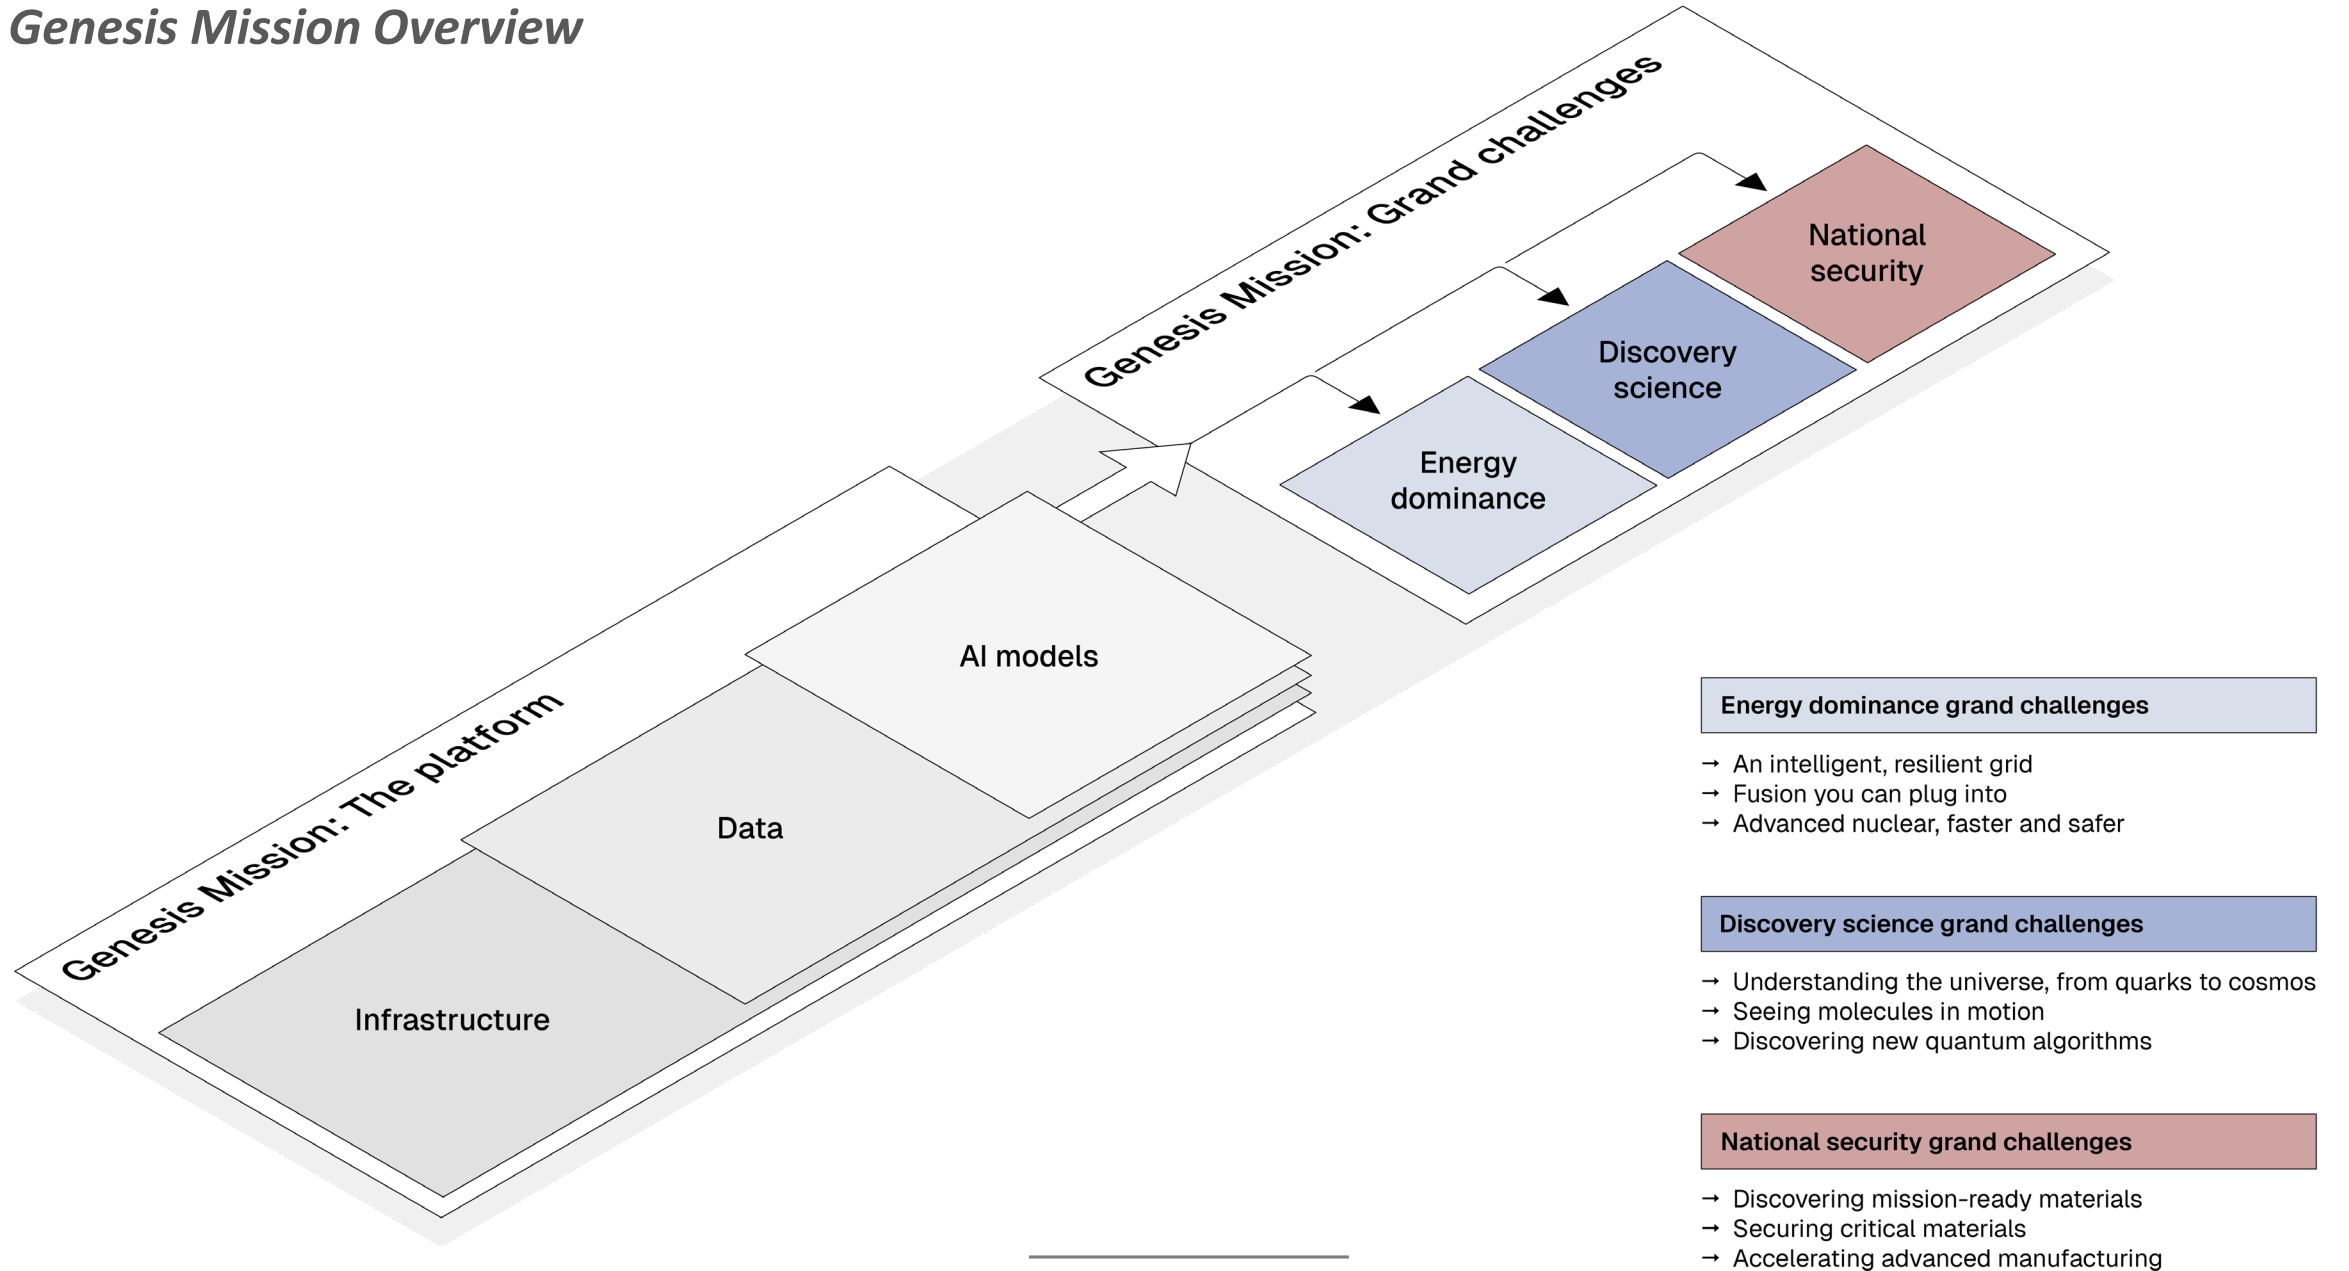 Genesis Mission Overview
Genesis Mission: Grand challenges
National
security
Discovery
science
Energy
dominance
Genesis Mission: The platform
AI models
Data
Infrastructure
Energy dominance grand challenges
→ An intelligent, resilient grid
→ Fusion you can plug into
→ Advanced nuclear, faster and safer
Discovery science grand challenges
→ Understanding the universe, from quarks to cosmos
→ Seeing molecules in motion
→ Discovering new quantum algorithms
National security grand challenges
→ Discovering mission-ready materials
→ Securing critical materials
→ Accelerating advanced manufacturing